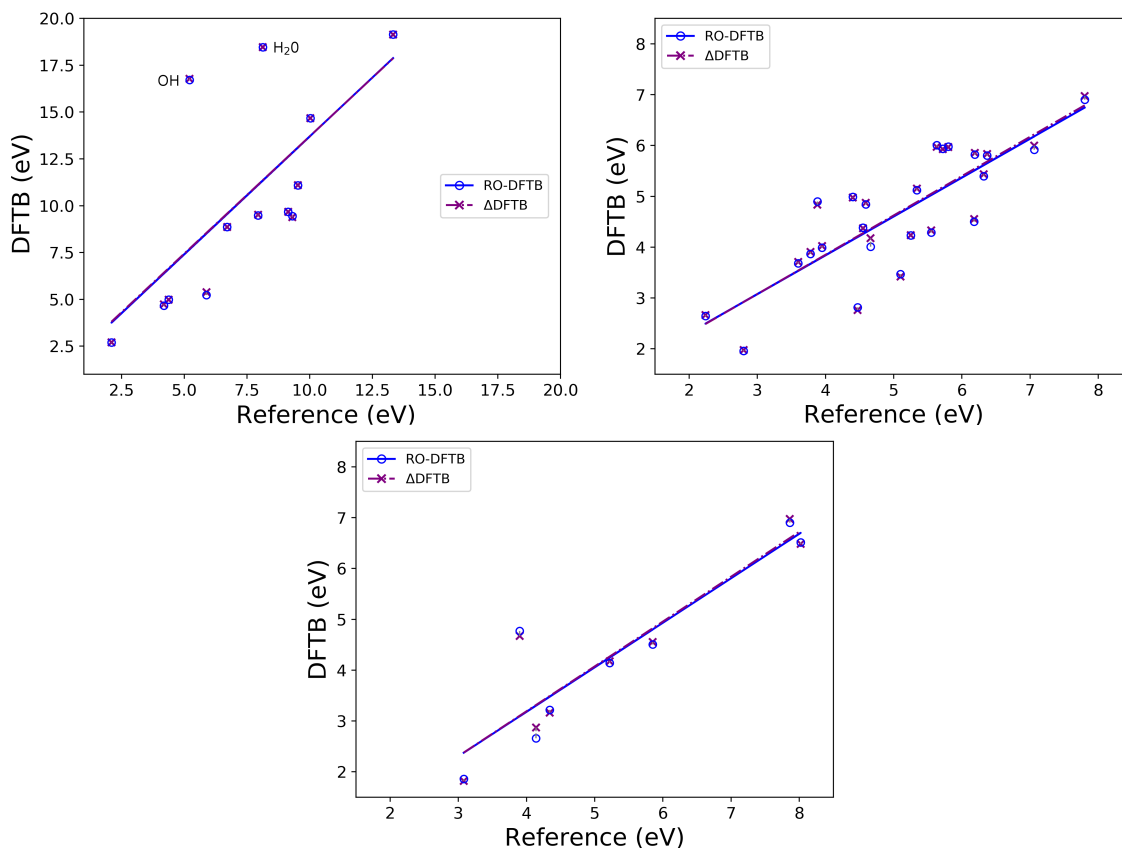 20.0
17.5
15.0
12.5
10.0
7.5
5.0
2.5
DFTB (eV)
OH
H₂0
RO-DFTB
ΔDFTB
2.5 5.0 7.5 10.0 12.5 15.0 17.5 20.0
Reference (eV)
8
7
6
5
4
3
2
DFTB (eV)
RO-DFTB
ΔDFTB
2 3 4 5 6 7 8
Reference (eV)
8
7
6
5
4
3
2
DFTB (eV)
RO-DFTB
ΔDFTB
2 3 4 5 6 7 8
Reference (eV)